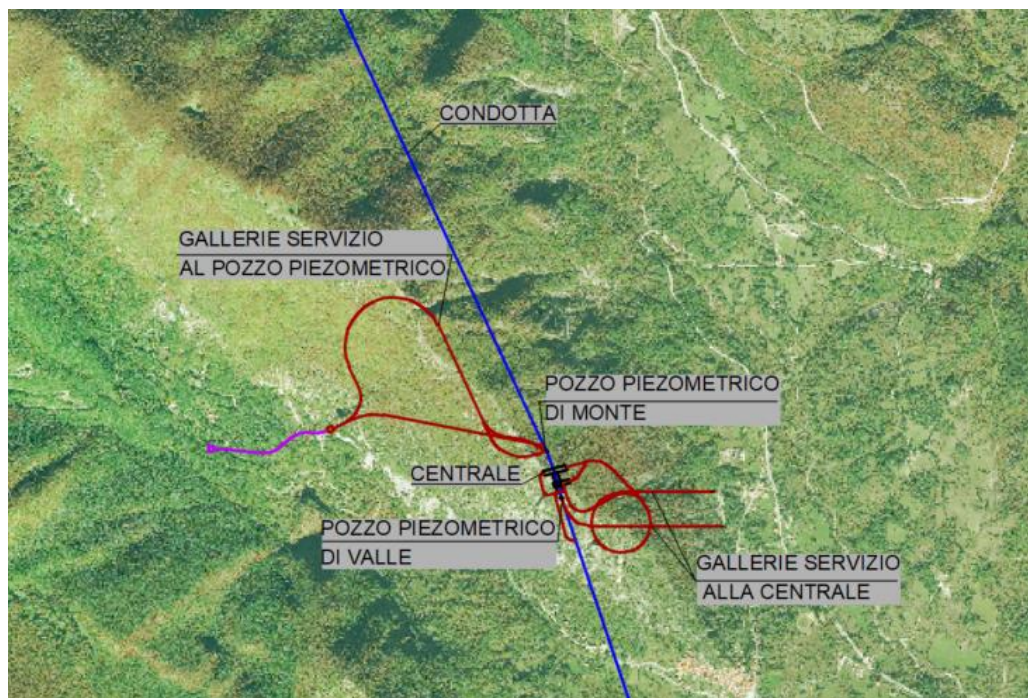 CONDOTTA
GALLERIE SERVIZIO
AL POZZO PIEZOMETRICO
POZZO PIEZOMETRICO
DI MONTE
CENTRALE
POZZO PIEZOMETRICO
DI VALLE
GALLERIE SERVIZIO
ALLA CENTRALE